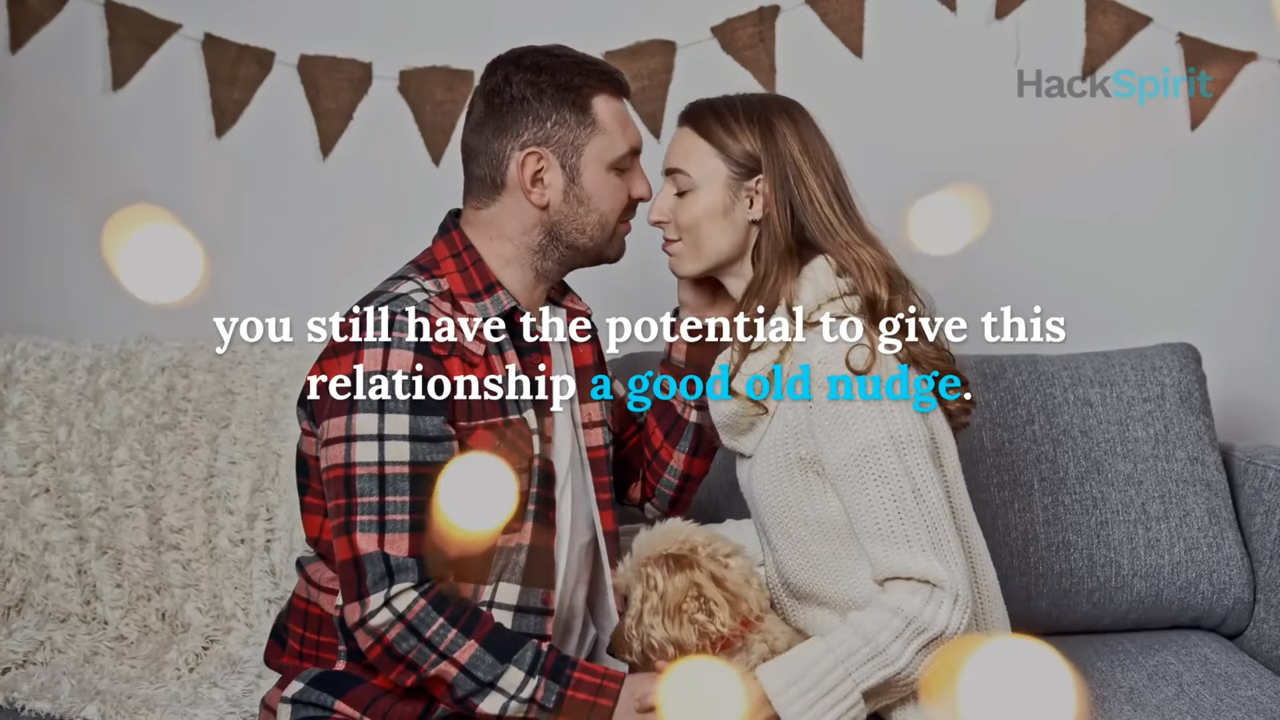 HackSpirit
you still have the potential to give this
relationship a good old nudge.